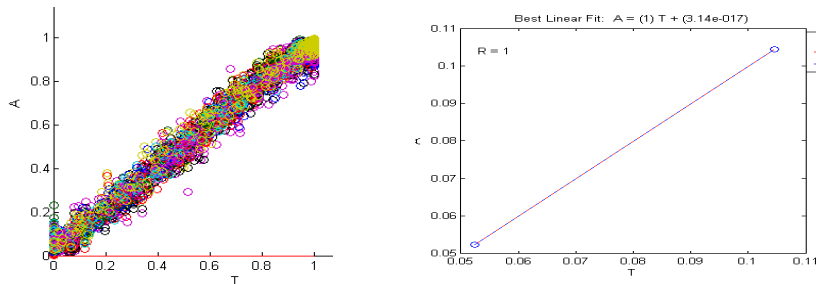 Best Linear Fit: A = (1) T + (3.14e-017)
R = 1
A
1
0.8
0.6
0.4
0.2
0
0 0.2 0.4 0.6 0.8 1
T
0.11
0.1
0.09
0.08
0.07
0.06
0.05
0.05 0.06 0.07 0.08 0.09 0.1 0.11
T